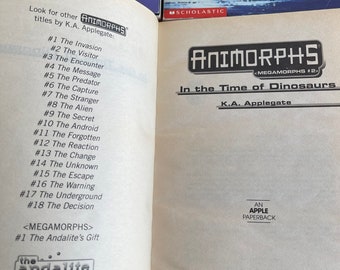 Look for other ANIMORPHS
titles by K.A. Applegate:
#1 The Invasion
#2 The Visitor
#3 The Encounter
#4 The Message
#5 The Predator
#6 The Capture
#7 The Stranger
#8 The Alien
#9 The Secret
#10 The Android
#11 The Forgotten
#12 The Reaction
#13 The Change
#14 The Unknown
#15 The Escape
#16 The Warning
#17 The Underground
#18 The Decision
<MEGAMORPHS>
#1 The Andalite's Gift
the
andalite
SCHOLASTIC
ANIMORPHS
MEGAMORPHS #2
In the Time of Dinosaurs
K.A. Applegate
AN
APPLE
PAPERBACK